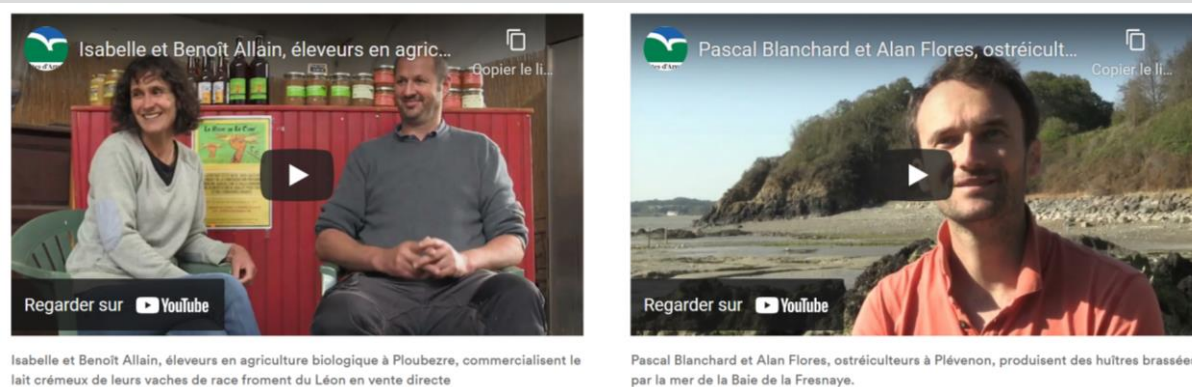 Isabelle et Benoît Allain, éleveurs en agric...
Copier le li...
Regarder sur YouTube
Isabelle et Benoît Allain, éleveurs en agriculture biologique à Ploubezre, commercialisent le
lait crémeux de leurs vaches de race froment du Léon en vente directe
Pascal Blanchard et Alan Flores, ostréicult...
Copier le li...
Regarder sur YouTube
Pascal Blanchard et Alan Flores, ostréiculteurs à Plévenon, produisent des huîtres brassée
par la mer de la Baie de la Fresnaye.